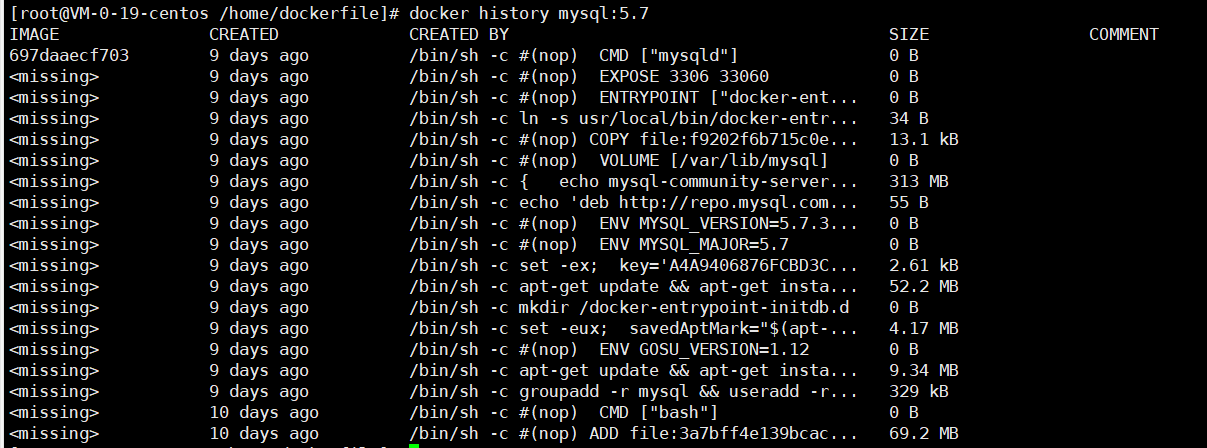 [root@VM-0-19-centos /home/dockerfile]# docker history mysql:5.7
IMAGE CREATED CREATED BY SIZE COMMENT
697daaecf703 9 days ago /bin/sh -c #(nop)  CMD ["mysqld"] 0 B
<missing> 9 days ago /bin/sh -c #(nop)  EXPOSE 3306 33060 0 B
<missing> 9 days ago /bin/sh -c #(nop)  ENTRYPOINT ["docker-ent... 0 B
<missing> 9 days ago /bin/sh -c ln -s usr/local/bin/docker-entr... 34 B
<missing> 9 days ago /bin/sh -c #(nop) COPY file:f9202f6b715c0e... 13.1 kB
<missing> 9 days ago /bin/sh -c #(nop)  VOLUME [/var/lib/mysql] 0 B
<missing> 9 days ago /bin/sh -c {   echo mysql-community-server... 313 MB
<missing> 9 days ago /bin/sh -c echo 'deb http://repo.mysql.com... 55 B
<missing> 9 days ago /bin/sh -c #(nop)  ENV MYSQL_VERSION=5.7.3... 0 B
<missing> 9 days ago /bin/sh -c #(nop)  ENV MYSQL_MAJOR=5.7 0 B
<missing> 9 days ago /bin/sh -c set -ex;  key='A4A9406876FCBD3C... 2.61 kB
<missing> 9 days ago /bin/sh -c apt-get update && apt-get insta... 52.2 MB
<missing> 9 days ago /bin/sh -c mkdir /docker-entrypoint-initdb.d 0 B
<missing> 9 days ago /bin/sh -c set -eux;  savedAptMark="$(apt-... 4.17 MB
<missing> 9 days ago /bin/sh -c #(nop)  ENV GOSU_VERSION=1.12 0 B
<missing> 9 days ago /bin/sh -c apt-get update && apt-get insta... 9.34 MB
<missing> 9 days ago /bin/sh -c groupadd -r mysql && useradd -r... 329 kB
<missing> 10 days ago /bin/sh -c #(nop)  CMD ["bash"] 0 B
<missing> 10 days ago /bin/sh -c #(nop) ADD file:3a7bff4e139bcac... 69.2 MB